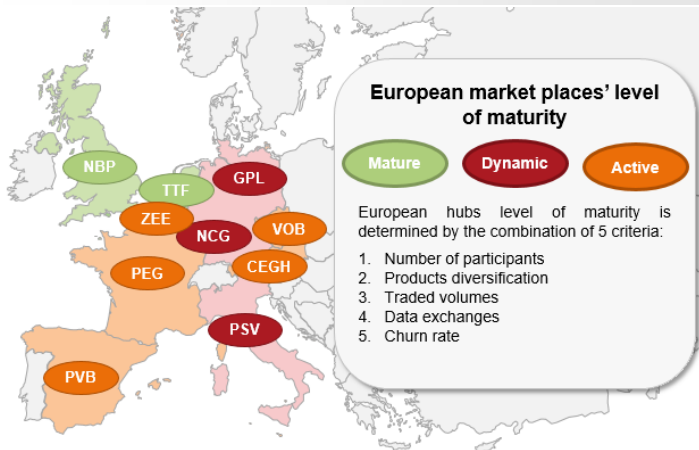 European market places’ level
of maturity
Mature
Dynamic
Active
European hubs level of maturity is
determined by the combination of 5 criteria:
1. Number of participants
2. Products diversification
3. Traded volumes
4. Data exchanges
5. Churn rate
NBP
TTF
GPL
ZEE
NCG
VOB
PEG
CEGH
PSV
PVB